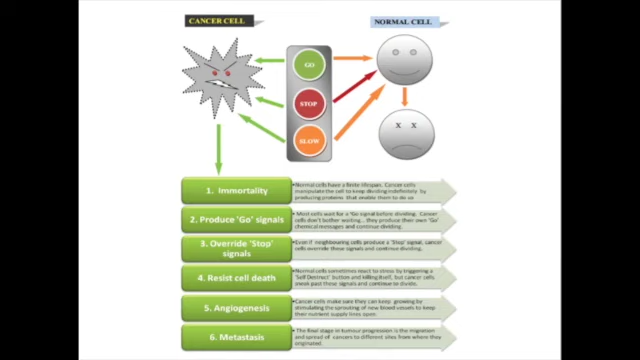 CANCER CELL
NORMAL CELL
GO
STOP
SLOW
X X
1. Immortality
•Normal cells have a finite lifespan. Cancer cells
manipulate the cell to keep dividing indefinitely by
producing proteins that enable them to do us
2. Produce 'Go' signals
• Most cells wait for a 'Go signal before dividing. Cancer
cells don't bother waiting, they produce their own 'Go'
chemical messages and continue dividing.
3. Override 'Stop'
signals
•Even if neighbouring cells produce a 'Stop' signal, cancer
cells override these signals and continue dividing.
4. Resist cell death
•Normal cells sometimes react to stress by triggering a
'Self Destruct' button and killing itself, but cancer cells
sneak past these signals and continue to divide.
5. Angiogenesis
•Cancer cells make sure they can keep growing by
stimulating the sprouting of new blood vessels to keep
their nutrient supply lines open.
6. Metastasis
•The final stage in tumour progression is the migration
and spread of cancers to different sites from where they
originated.